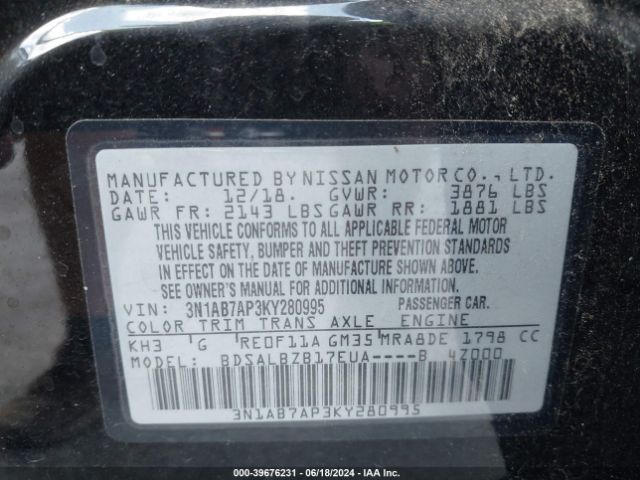 MANUFACTURED BY NISSAN MOTOR CO., LTD.
DATE: 12/18. GVWR: 3876 LBS
GAWR FR: 2143 LBS GAWR RR: 1881 LBS
THIS VEHICLE CONFORMS TO ALL APPLICABLE FEDERAL MOTOR
VEHICLE SAFETY, BUMPER AND THEFT PREVENTION STANDARDS
IN EFFECT ON THE DATE OF MANUFACTURE SHOWN ABOVE.
SEE OWNER'S MANUAL FOR ADDITIONAL INFORMATION.
VIN: 3N1AB7AP3KY280995 PASSENGER CAR.
COLOR TRIM TRANS AXLE ENGINE
KH3 G RE0F11A GM35 MRA8DE 1798 CC
MODEL: BDSALBZB17EUA----B 4Z000
3N1AB7AP3KY280995
000-39676231 - 06/18/2024 - IAA Inc.